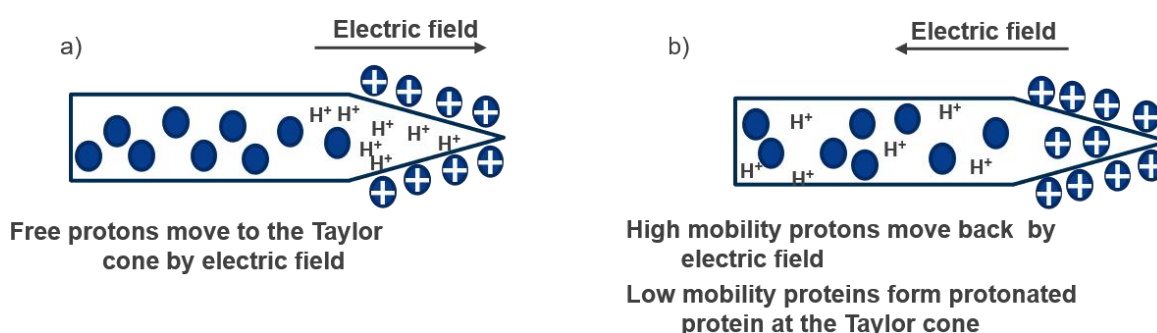 a)
Electric field
H⁺ H⁺
H⁺
H⁺
H⁺
H⁺
H⁺
Free protons move to the Taylor
cone by electric field
b)
Electric field
H⁺
H⁺
H⁺
H⁺
H⁺
H⁺
High mobility protons move back by
electric field
Low mobility proteins form protonated
protein at the Taylor cone